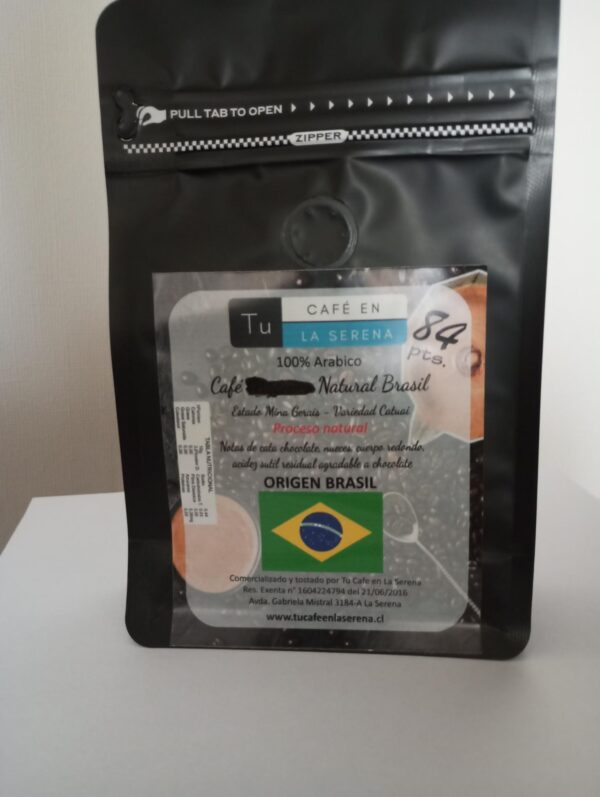 PULL TAB TO OPEN
ZIPPER
Tu
CAFÉ EN
LA SERENA
84
pts.
100% Arabico
Café Natural Brasil
Estado Mina Gerais - Variedad Catuai
Proceso natural
Notas de cata chocolate, nueces, cuerpo redondo,
acidez sutil residual agradable a chocolate
ORIGEN BRASIL
TABLA NUTRICIONAL
Comercializado y tostado por Tu Cafe en La Serena
Res. Exenta n° 1604224794 del 21/06/2016
Avda. Gabriela Mistral 3184-A La Serena
www.tucafeenlaserena.cl